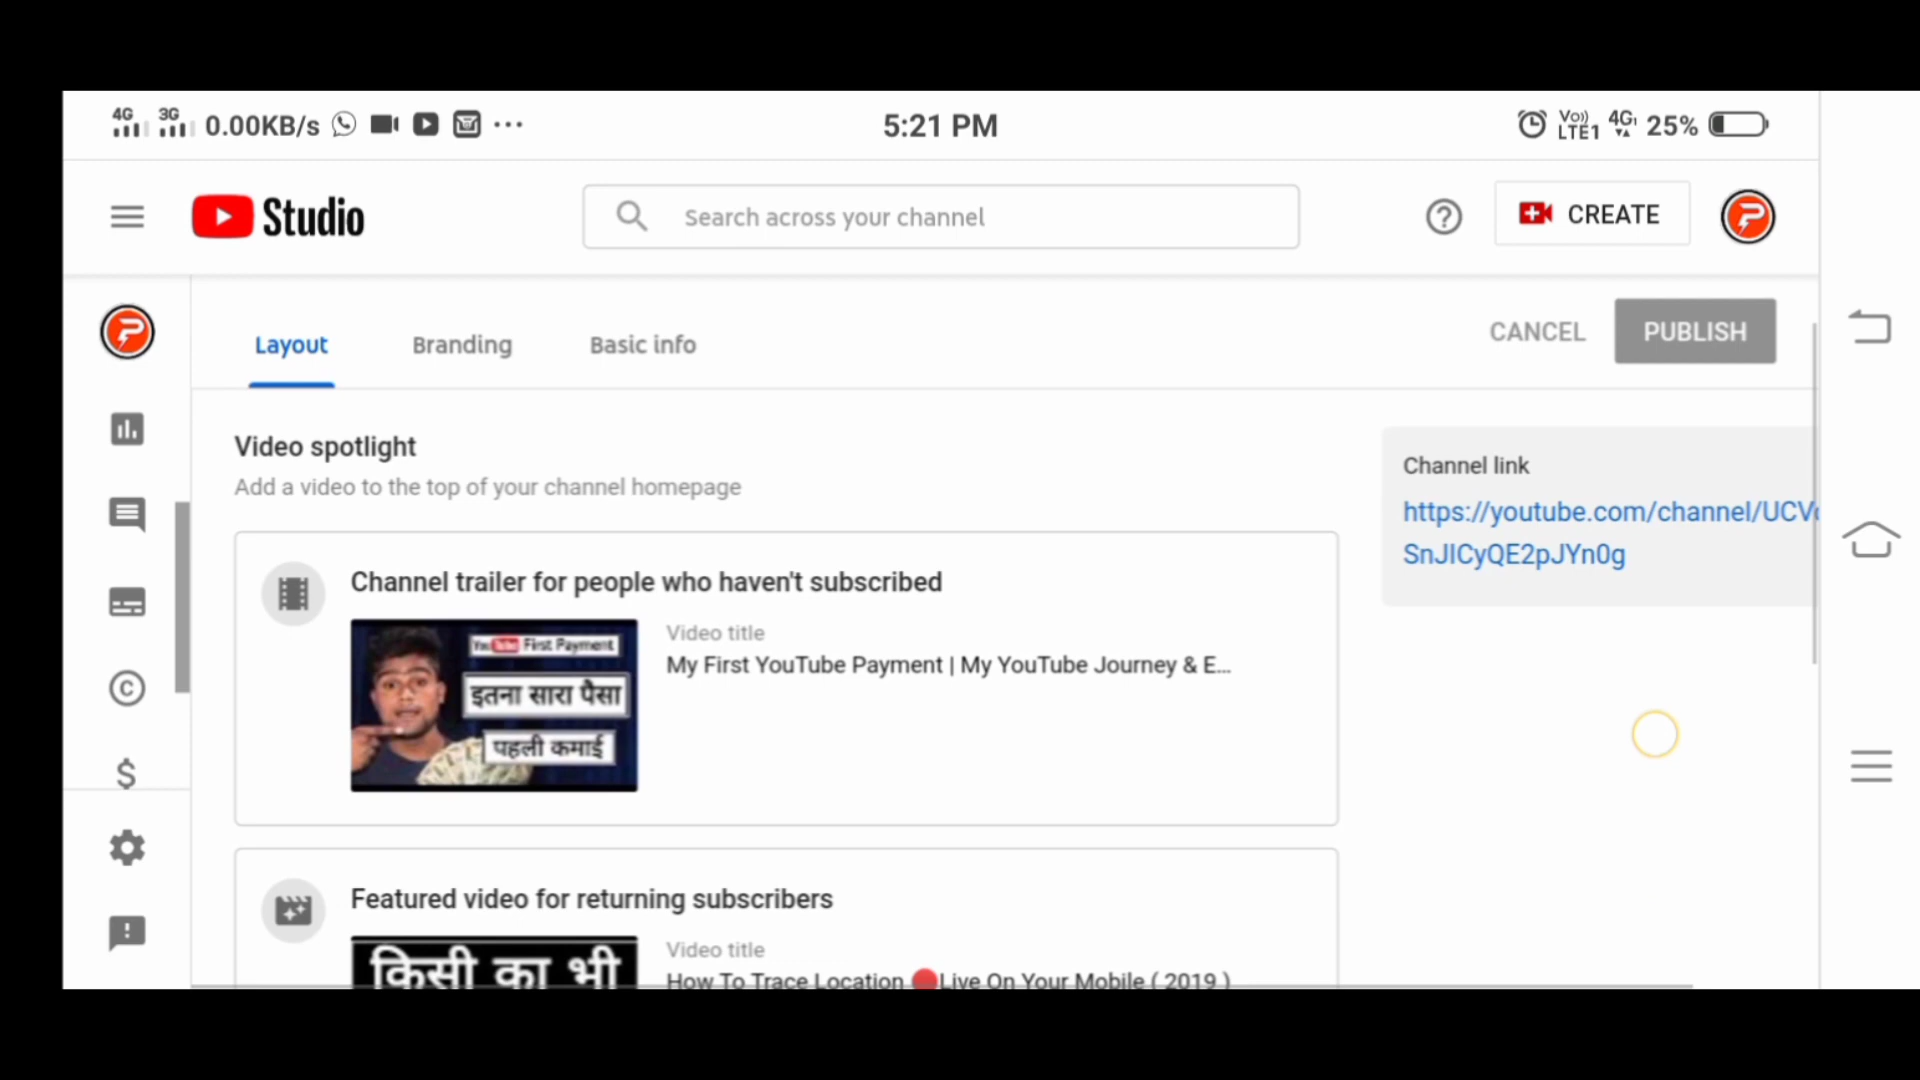 4G 3G 0.00KB/s 5:21 PM Vo)) LTE1 4G 25%
Studio Search across your channel CREATE
Layout Branding Basic info CANCEL PUBLISH
Video spotlight
Add a video to the top of your channel homepage
Channel link
https://youtube.com/channel/UCV
SnJICyQE2pJYn0g
Channel trailer for people who haven't subscribed
Video title
My First YouTube Payment | My YouTube Journey & E...
YouTube First Payment
इतना सारा पैसा
पहली कमाई
Featured video for returning subscribers
Video title
How To Trace Location 🔴Live On Your Mobile ( 2019 )
किसी का भी